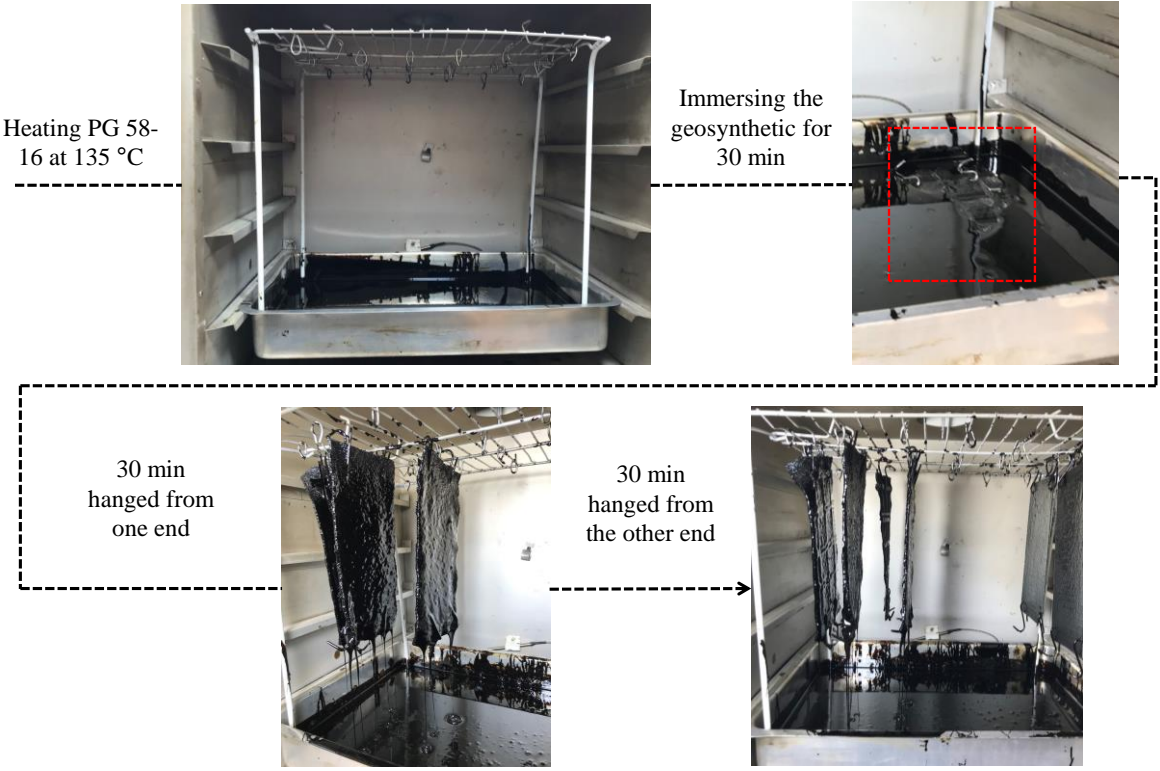 Heating PG 58-
16 at 135 °C
Immersing the
geosynthetic for
30 min
30 min
hanged from
one end
30 min
hanged from
the other end